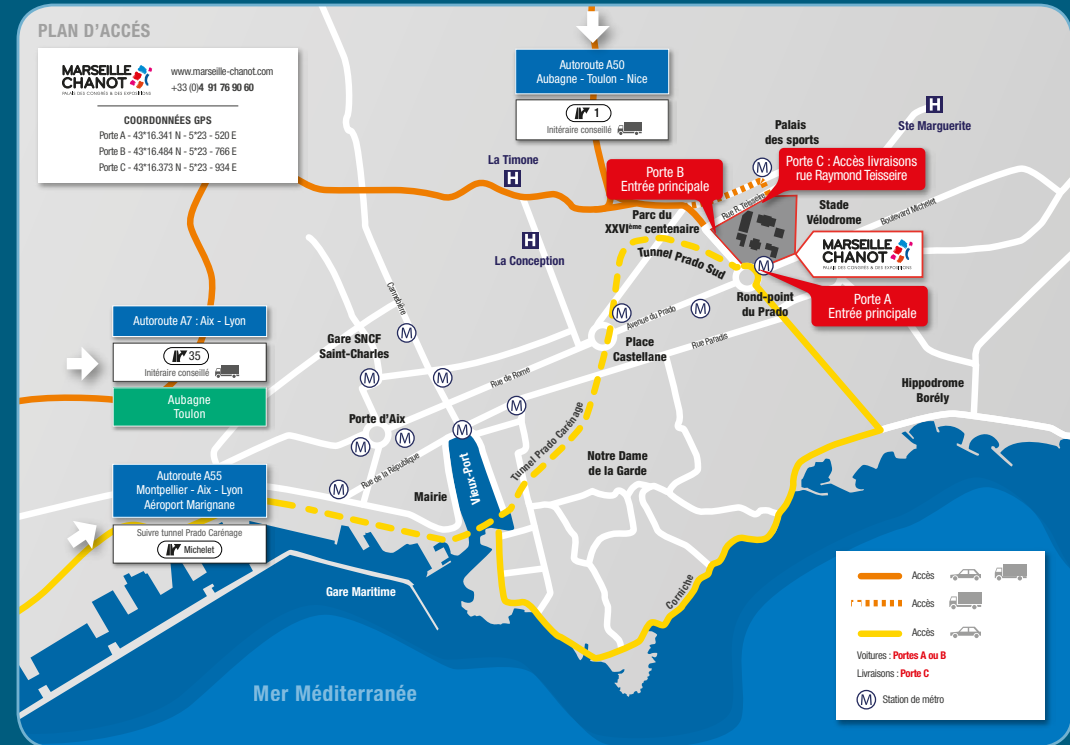 PLAN D'ACCÉS
MARSEILLE
CHANOT
PALAIS DES CONGRÈS & DES EXPOSITIONS
www.marseille-chanot.com
+33 (0)4 91 76 90 60
COORDONNÉES GPS
Porte A - 43°16.341 N - 5°23 - 520 E
Porte B - 43°16.484 N - 5°23 - 766 E
Porte C - 43°16.373 N - 5°23 - 934 E
Autoroute A50
Aubagne - Toulon - Nice
1
Initéraire conseillé
H
Ste Marguerite
Palais
des sports
M
La Timone
H
Porte B
Entrée principale
Porte C : Accès livraisons
rue Raymond Teisseire
Rue R. Teisseire
Stade
Vélodrome
Boulevard Michelet
Parc du
XXVIème centenaire
H
La Conception
Tunnel Prado Sud
MARSEILLE
CHANOT
PALAIS DES CONGRÈS & DES EXPOSITIONS
M
Rond-point
du Prado
Porte A
Entrée principale
Cannebière
Autoroute A7 : Aix - Lyon
35
Initéraire conseillé
Aubagne
Toulon
Gare SNCF
Saint-Charles
M
M
Avenue du Prado
M
Place
Castellane
Rue Paradis
M
M
Rue de Rome
Hippodrome
Borély
Porte d'Aix
M
M
M
M
Rue de la République
M
Tunnel Prado Carénage
Notre Dame
de la Garde
Autoroute A55
Montpellier - Aix - Lyon
Aéroport Marignane
Suivre tunnel Prado Carénage
Michelet
Mairie
Vieux-Port
Gare Maritime
Corniche
Mer Méditerranée
Accès
Accès
Accès
Voitures : Portes A ou B
Livraisons : Porte C
M Station de métro